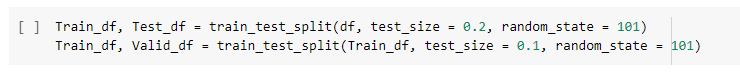 [ ] Train_df, Test_df = train_test_split(df, test_size = 0.2, random_state = 101)
Train_df, Valid_df = train_test_split(Train_df, test_size = 0.1, random_state = 101)